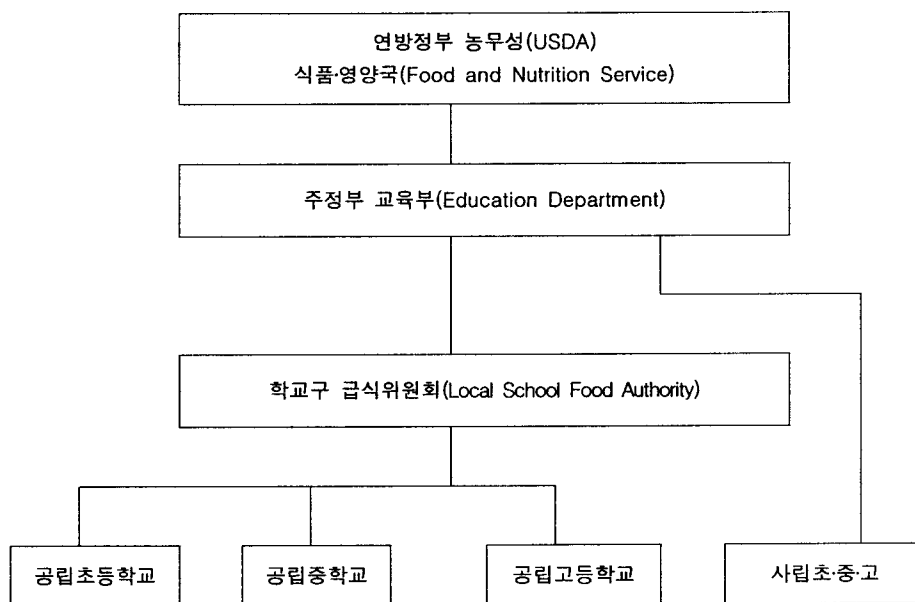 연방정부 농무성(USDA)
식품·영양국(Food and Nutrition Service)
주정부 교육부(Education Department)
학교구 급식위원회(Local School Food Authority)
공립초등학교
공립중학교
공립고등학교
사립초·중·고